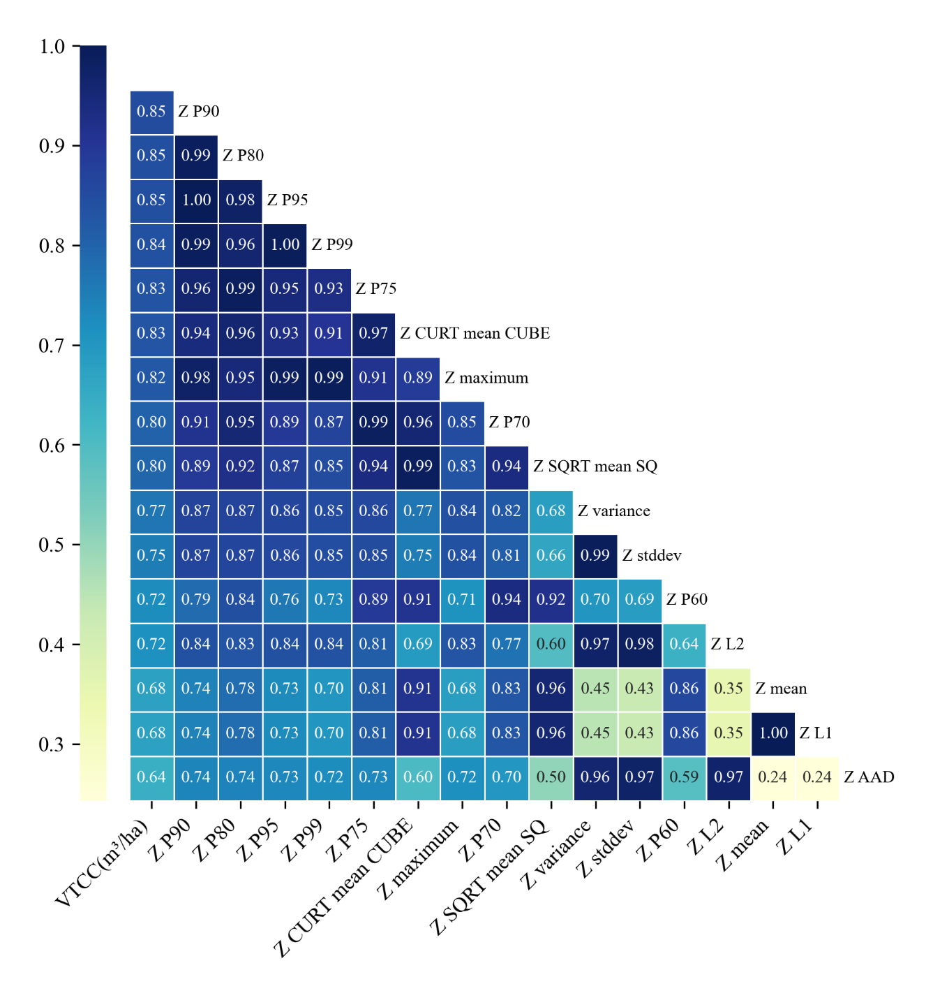 1.0
0.85 Z P90
0.9
0.85 0.99 Z P80
0.85 1.00 0.98 Z P95
0.8
0.84 0.99 0.96 1.00 Z P99
0.83 0.96 0.99 0.95 0.93 Z P75
0.83 0.94 0.96 0.93 0.91 0.97 Z CURT mean CUBE
0.7
0.82 0.98 0.95 0.99 0.99 0.91 0.89 Z maximum
0.80 0.91 0.95 0.89 0.87 0.99 0.96 0.85 Z P70
0.6
0.80 0.89 0.92 0.87 0.85 0.94 0.99 0.83 0.94 Z SQRT mean SQ
0.77 0.87 0.87 0.86 0.85 0.86 0.77 0.84 0.82 0.68 Z variance
0.5
0.75 0.87 0.87 0.86 0.85 0.85 0.75 0.84 0.81 0.66 0.99 Z stddev
0.72 0.79 0.84 0.76 0.73 0.89 0.91 0.71 0.94 0.92 0.70 0.69 Z P60
0.4
0.72 0.84 0.83 0.84 0.84 0.81 0.69 0.83 0.77 0.60 0.97 0.98 0.64 Z L2
0.68 0.74 0.78 0.73 0.70 0.81 0.91 0.68 0.83 0.96 0.45 0.43 0.86 0.35 Z mean
0.3
0.68 0.74 0.78 0.73 0.70 0.81 0.91 0.68 0.83 0.96 0.45 0.43 0.86 0.35 1.00 Z L1
0.64 0.74 0.74 0.73 0.72 0.73 0.60 0.72 0.70 0.50 0.96 0.97 0.59 0.97 0.24 0.24 Z AAD
VTCC(m³/ha)
Z P90
Z P80
Z P95
Z P99
Z P75
Z CURT mean CUBE
Z maximum
Z P70
Z SQRT mean SQ
Z variance
Z stddev
Z P60
Z L2
Z mean
Z L1